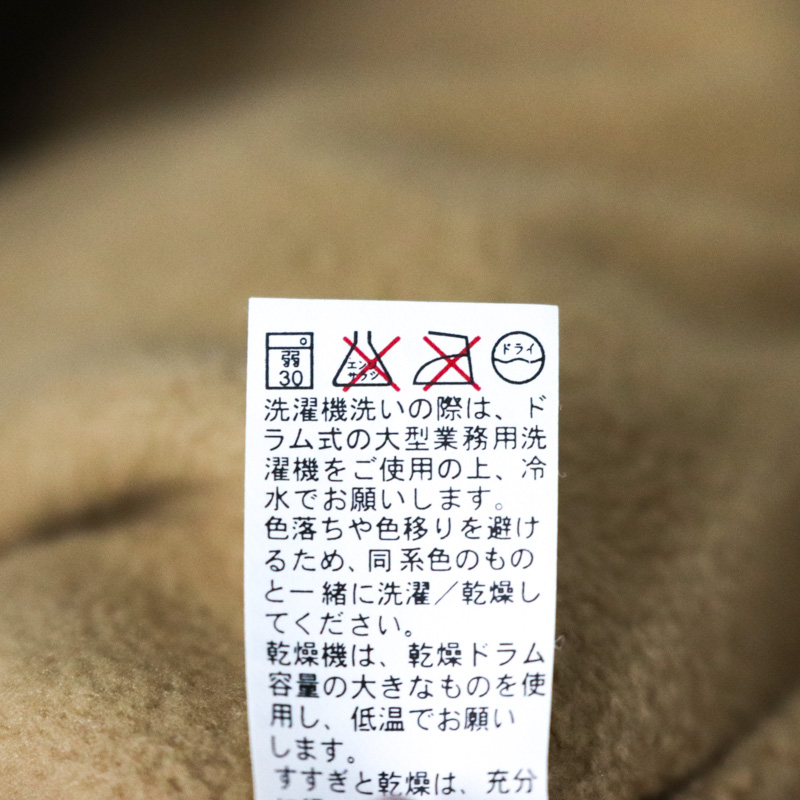 弱
30
エンソ
サラシ
ドライ
洗濯機洗いの際は、ド
ラム式の大型業務用洗
濯機をご使用の上、冷
水でお願いします。
色落ちや色移りを避け
るため、同系色のもの
と一緒に洗濯／乾燥し
てください。
乾燥機は、乾燥ドラム
容量の大きなものを使
用し、低温でお願い
します。
すすぎと乾燥は、充分